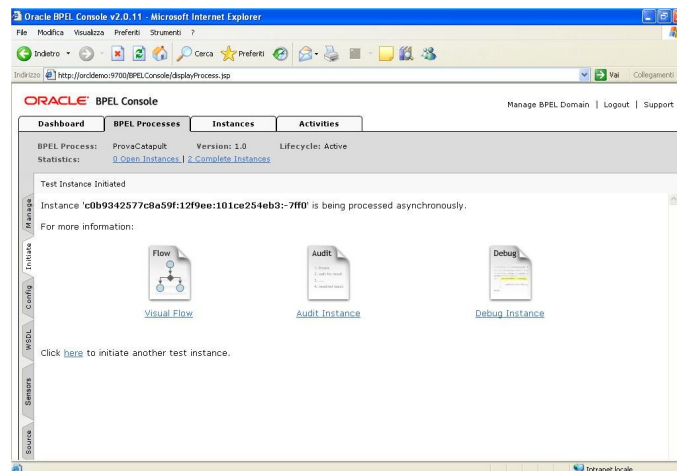 Oracle BPEL Console v2.0.11 - Microsoft Internet Explorer
File Modifica Visualizza Preferiti Strumenti ?
Indietro Cerca Preferiti
Indirizzo http://orcldemo:9700/BPELConsole/displayProcess.jsp Vai Collegamenti
ORACLE BPEL Console
Manage BPEL Domain | Logout | Support
Dashboard BPEL Processes Instances Activities
BPEL Process: ProvaCatapult Version: 1.0 Lifecycle: Active
Statistics: 0 Open Instances | 2 Complete Instances
Test Instance Initiated
Instance 'c0b9342577c8a59f:12f9ee:101ce254eb3:-7ff0' is being processed asynchronously.
For more information:
Flow Audit Debug
Visual Flow Audit Instance Debug Instance
Click here to initiate another test instance.
Manage
Initiate
Config
WSDL
Sensors
Source
Intranet locale